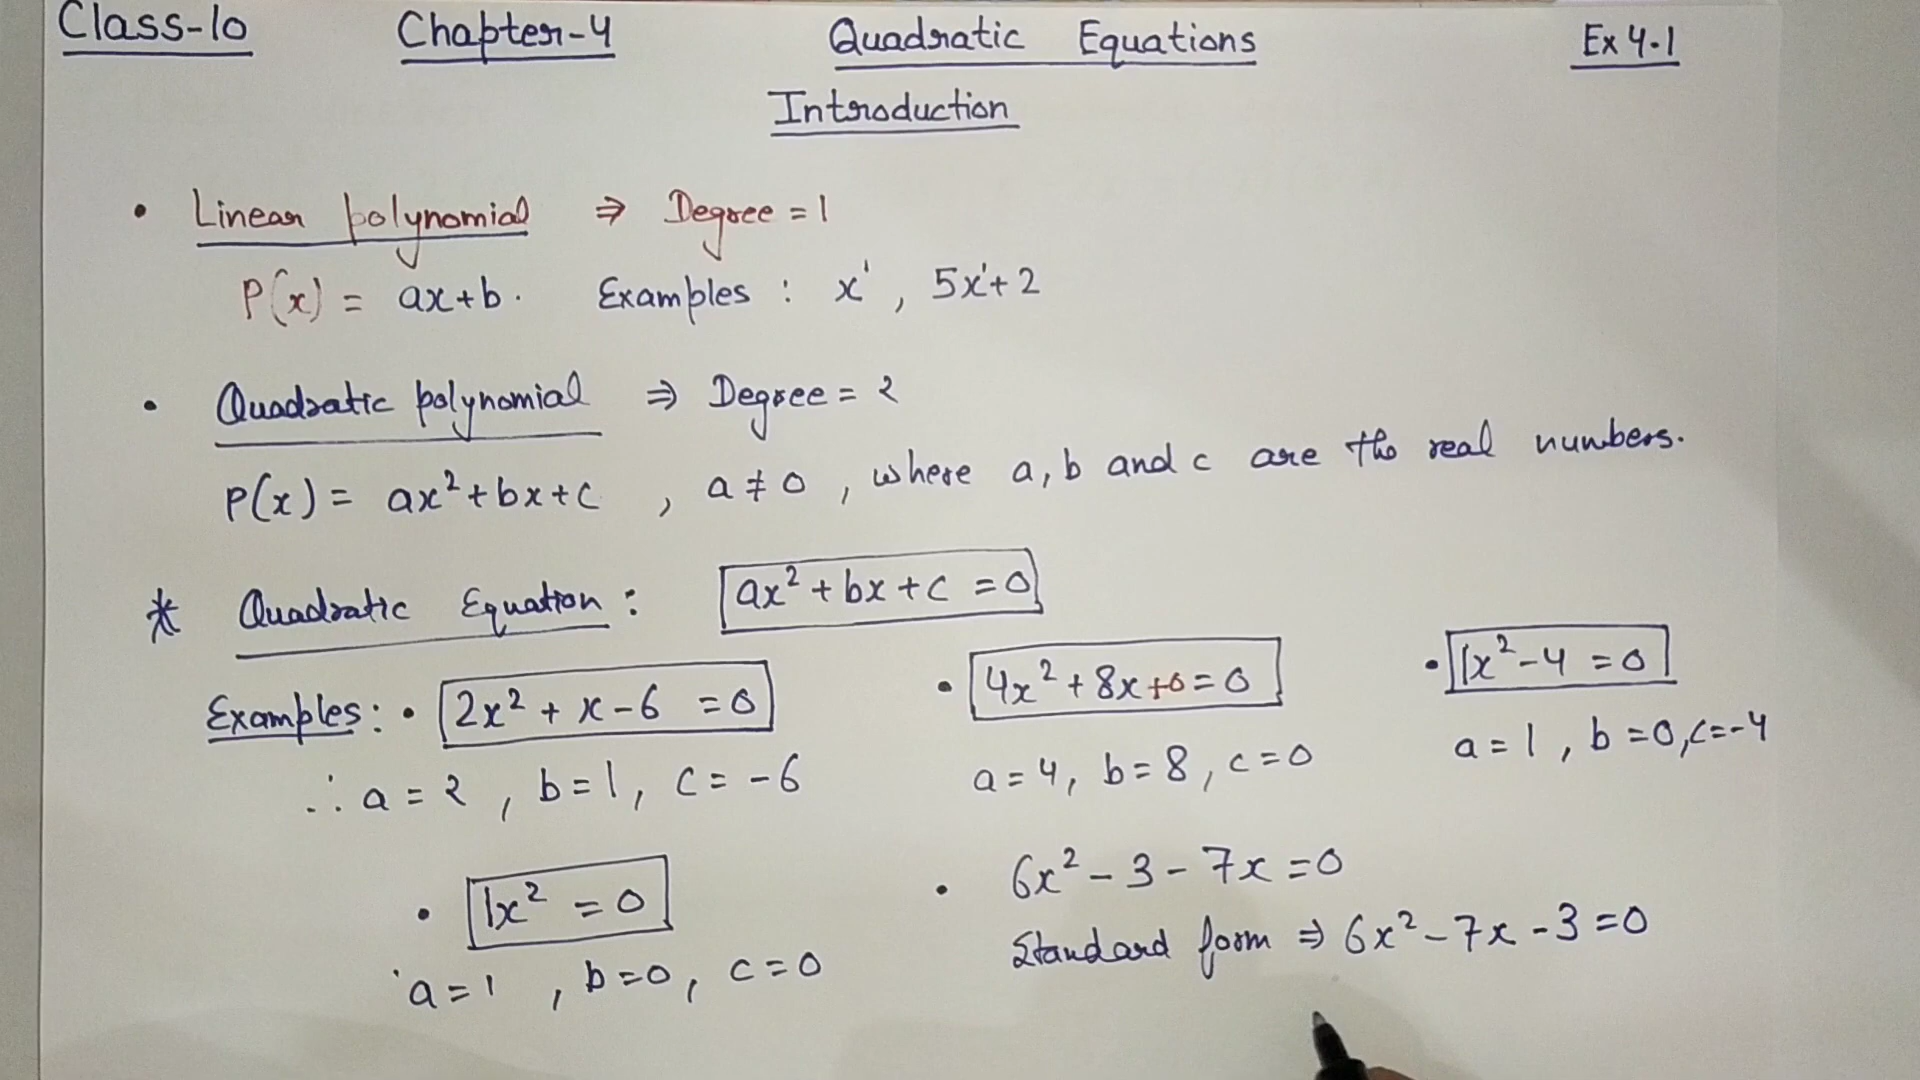 Class-10 Chapter-4 Quadratic Equations Ex 4.1
Introduction
• Linear polynomial ⇒ Degree = 1
P(x) = ax+b. Examples : x¹, 5x¹+2
• Quadratic polynomial ⇒ Degree = 2
P(x) = ax²+bx+c , a≠0, where a, b and c are the real numbers.
* Quadratic Equation: ax²+bx+c =0
Examples: • 2x²+x-6 =0 • 4x²+8x+0=0 • 1x²-4 =0
∴ a=2, b=1, c=-6 a=4, b=8, c=0 a=1, b=0, c=-4
• 1x² =0 • 6x²-3-7x=0
a=1, b=0, c=0 Standard form ⇒ 6x²-7x-3=0